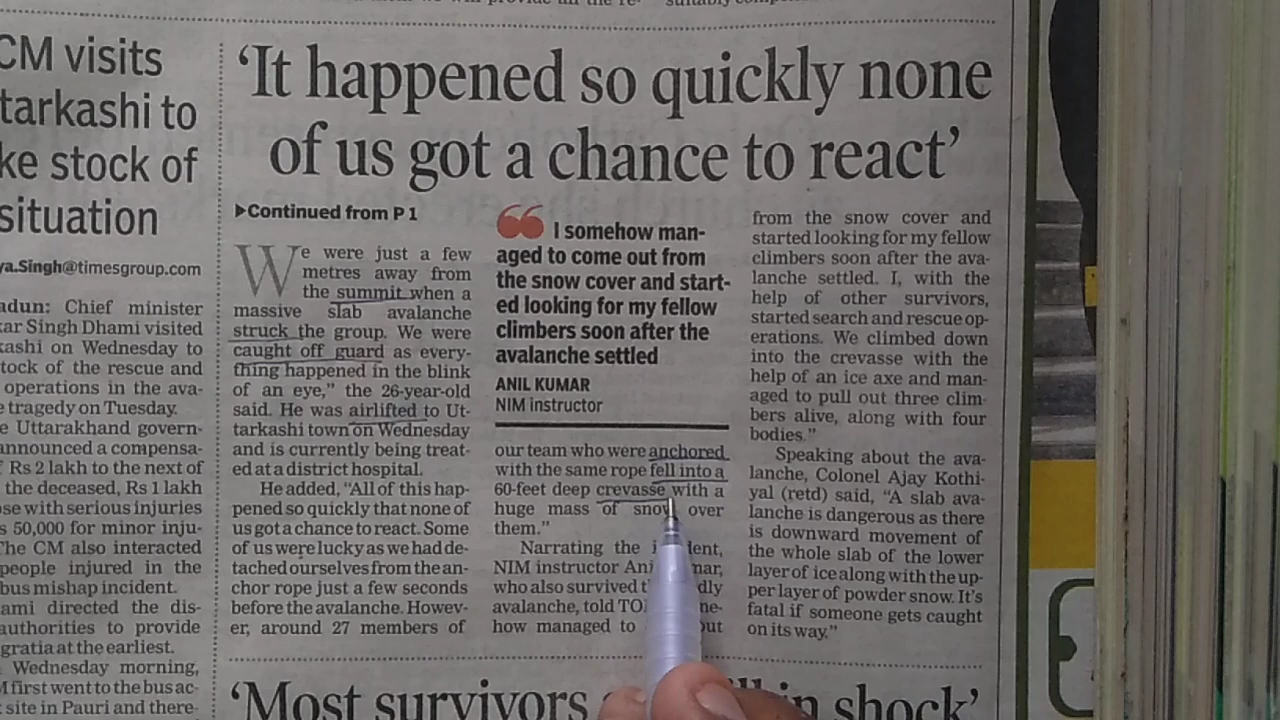 CM visits
tarkashi to
ke stock of
situation
ya.Singh@timesgroup.com
adun: Chief minister
kar Singh Dhami visited
kashi on Wednesday to
tock of the rescue and
operations in the ava-
e tragedy on Tuesday.
e Uttarakhand govern-
announced a compensa-
Rs 2 lakh to the next of
the deceased, Rs 1 lakh
ose with serious injuries
s 50,000 for minor inju-
The CM also interacted
people injured in the
bus mishap incident.
ami directed the dis-
authorities to provide
gratia at the earliest.
Wednesday morning,
M first went to the bus ac-
site in Pauri and there-
‘It happened so quickly none
of us got a chance to react’
▶Continued from P 1
We were just a few
metres away from
the summit when a
massive slab avalanche
struck the group. We were
caught off guard as every-
thing happened in the blink
of an eye,” the 26-year-old
said. He was airlifted to Ut-
tarkashi town on Wednesday
and is currently being treat-
ed at a district hospital.
He added, “All of this hap-
pened so quickly that none of
us got a chance to react. Some
of us were lucky as we had de-
tached ourselves from the an-
chor rope just a few seconds
before the avalanche. Howev-
er, around 27 members of
“ I somehow man-
aged to come out from
the snow cover and start-
ed looking for my fellow
climbers soon after the
avalanche settled
ANIL KUMAR
NIM instructor
our team who were anchored
with the same rope fell into a
60-feet deep crevasse with a
huge mass of snow over
them.”
Narrating the
NIM instructor
who also survived
avalanche, told
how managed to
from the snow cover and
started looking for my fellow
climbers soon after the ava-
lanche settled. I, with the
help of other survivors,
started search and rescue op-
erations. We climbed down
into the crevasse with the
help of an ice axe and man-
aged to pull out three clim-
bers alive, along with four
bodies.”
Speaking about the ava-
lanche, Colonel Ajay Kothi-
yal (retd) said, “A slab ava-
lanche is dangerous as there
is downward movement of
the whole slab of the lower
layer of ice along with the up-
per layer of powder snow. It’s
fatal if someone gets caught
on its way.”
‘Most survivors in shock’